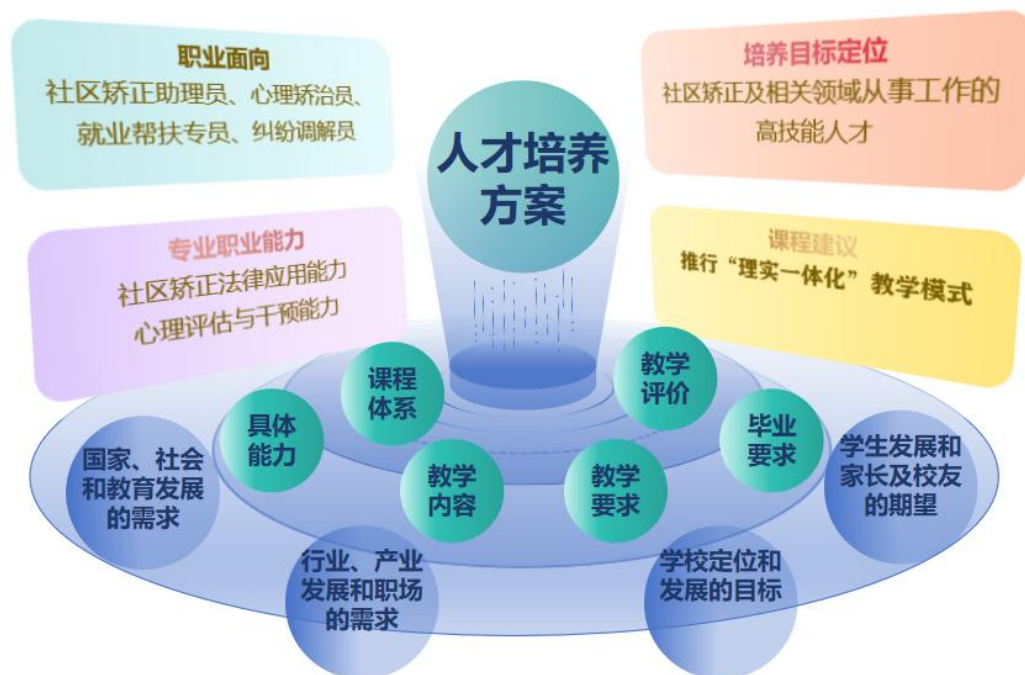 职业面向
社区矫正助理员、心理矫治员、
就业帮扶专员、纠纷调解员
培养目标定位
社区矫正及相关领域从事工作的
高技能人才
人才培养
方案
专业职业能力
社区矫正法律应用能力
心理评估与干预能力
课程建议
推行“理实一体化”教学模式
课程
体系
教学
评价
具体
能力
毕业
要求
教学
内容
教学
要求
国家、社会
和教育发展
的需求
学生发展和
家长及校友
的期望
行业、产业
发展和职场
的需求
学校定位和
发展的目标